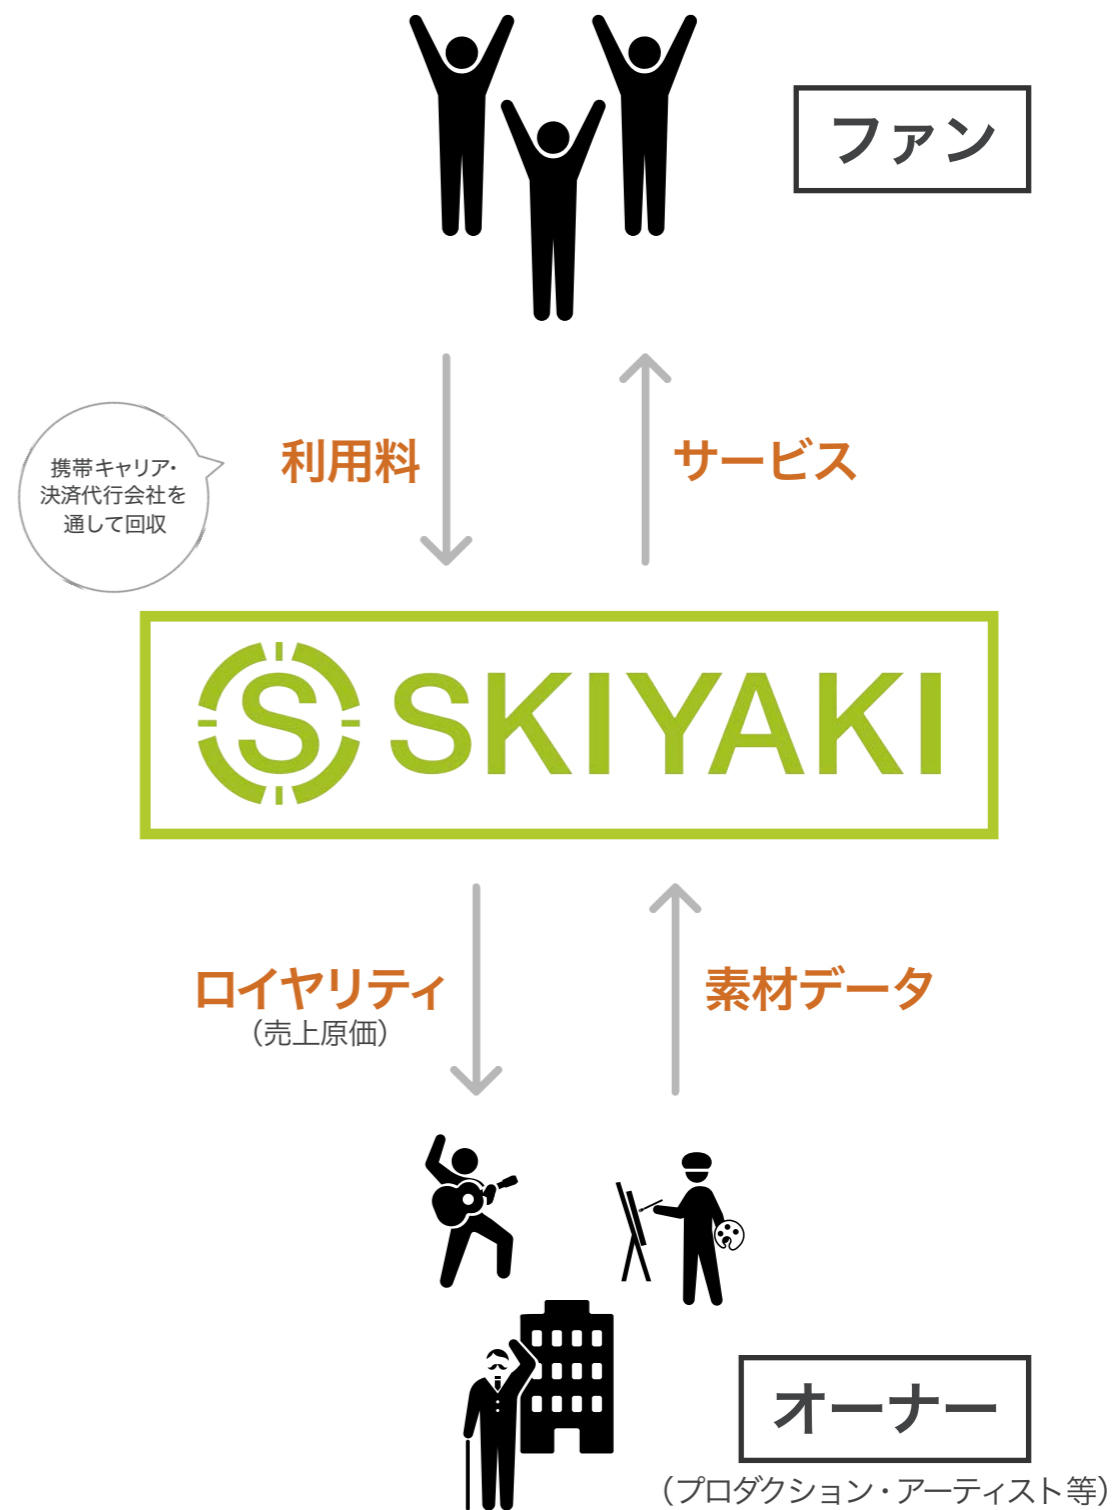 ファン
利用料
サービス
携帯キャリア・
決済代行会社を
通して回収
S SKIYAKI
ロイヤリティ
（売上原価）
素材データ
オーナー
（プロダクション・アーティスト等）